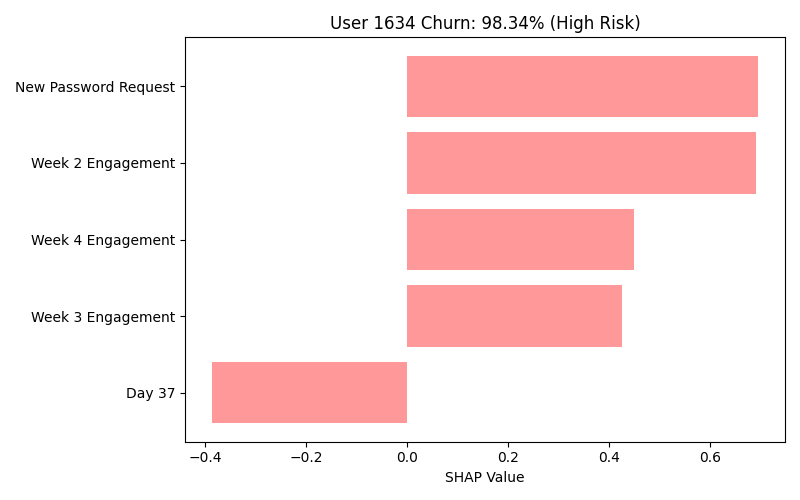 User 1634 Churn: 98.34% (High Risk)
New Password Request
Week 2 Engagement
Week 4 Engagement
Week 3 Engagement
Day 37
−0.4 −0.2 0.0 0.2 0.4 0.6
SHAP Value